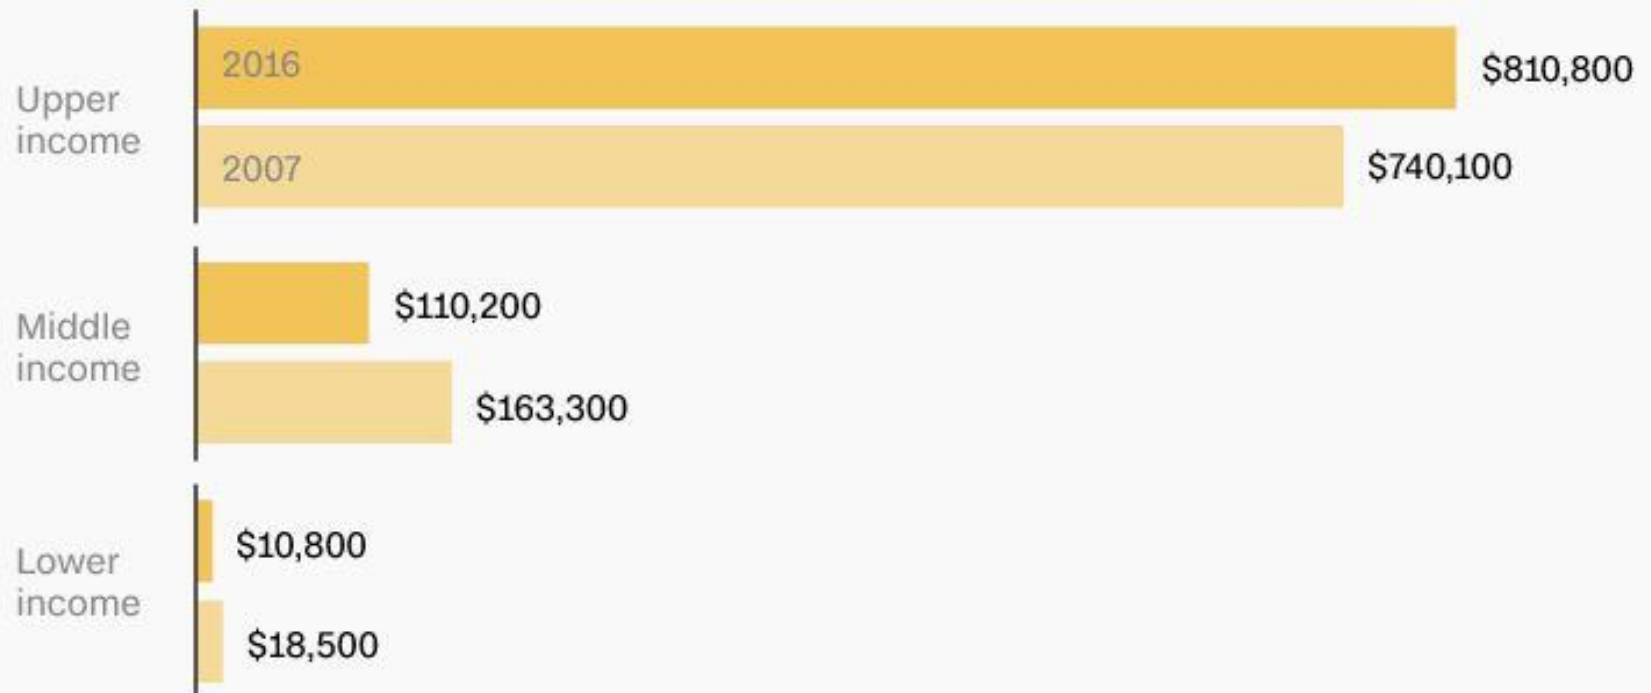 2016
$810,800
Upper
income
2007
$740,100
$110,200
Middle
income
$163,300
$10,800
Lower
income
$18,500